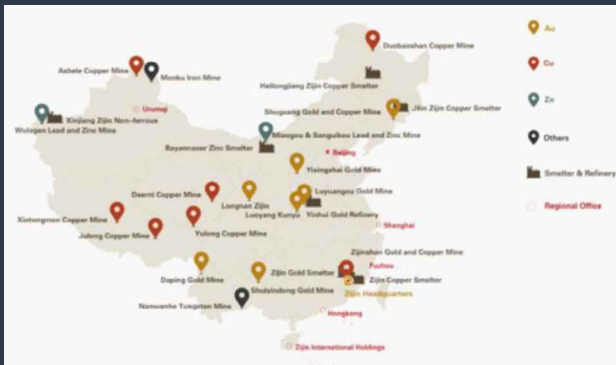 Duobaoshan Copper Mine
Au
Ashele Copper Mine
Monku Iron Mine
Cu
Heilongjiang Zijin Copper Smelter
Zn
Urumqi
Shuguang Gold and Copper Mine
Jilin Zijin Copper Smelter
Xinjiang Zijin Non-ferrous
Wulagen Lead and Zinc Mine
Miaogou & Sanguikou Lead and Zinc Mine
Others
Bayannaoer Zinc Smelter
Beijing
Yixingzhai Gold Mine
Smelter & Refinery
Deerni Copper Mine
Longnan Zijin
Luyuangou Gold Mine
Luoyang Kunyu
Yinhui Gold Refinery
Regional Office
Xietongmen Copper Mine
Julong Copper Mine
Yulong Copper Mine
Shanghai
Zijinshan Gold and Copper Mine
Daping Gold Mine
Zijin Gold Smelter
Fuzhou
Zijin Copper Smelter
Shuiyindong Gold Mine
Zijin Headquarters
Nanwenhe Tungsten Mine
Hongkong
Zijin International Holdings